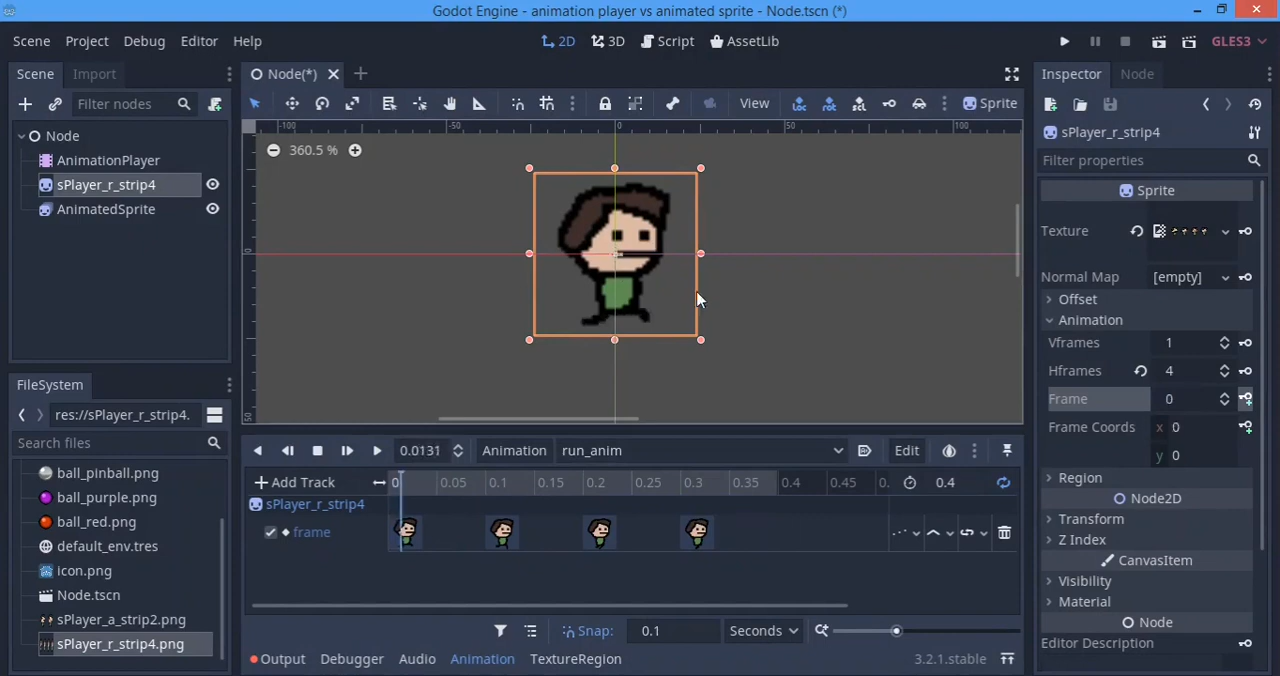 Godot Engine - animation player vs animated sprite - Node.tscn (*)
Scene Project Debug Editor Help
2D 3D Script AssetLib
GLES3
Scene Import
Node(*)
Inspector Node
Filter nodes
View
Sprite
Node
AnimationPlayer
sPlayer_r_strip4
AnimatedSprite
-100 -50 0 50 100
360.5 %
0
50
sPlayer_r_strip4
Filter properties
Sprite
Texture
Normal Map [empty]
Offset
Animation
Vframes 1
Hframes 4
Frame 0
Frame Coords x 0
y 0
Region
Node2D
Transform
Z Index
CanvasItem
Visibility
Material
Node
Editor Description
FileSystem
res://sPlayer_r_strip4.
Search files
ball_pinball.png
ball_purple.png
ball_red.png
default_env.tres
icon.png
Node.tscn
sPlayer_a_strip2.png
sPlayer_r_strip4.png
0.0131 Animation run_anim Edit
Add Track 0 0.05 0.1 0.15 0.2 0.25 0.3 0.35 0.4 0.45 0. 0.4
sPlayer_r_strip4
frame
Snap: 0.1 Seconds
Output Debugger Audio Animation TextureRegion 3.2.1.stable